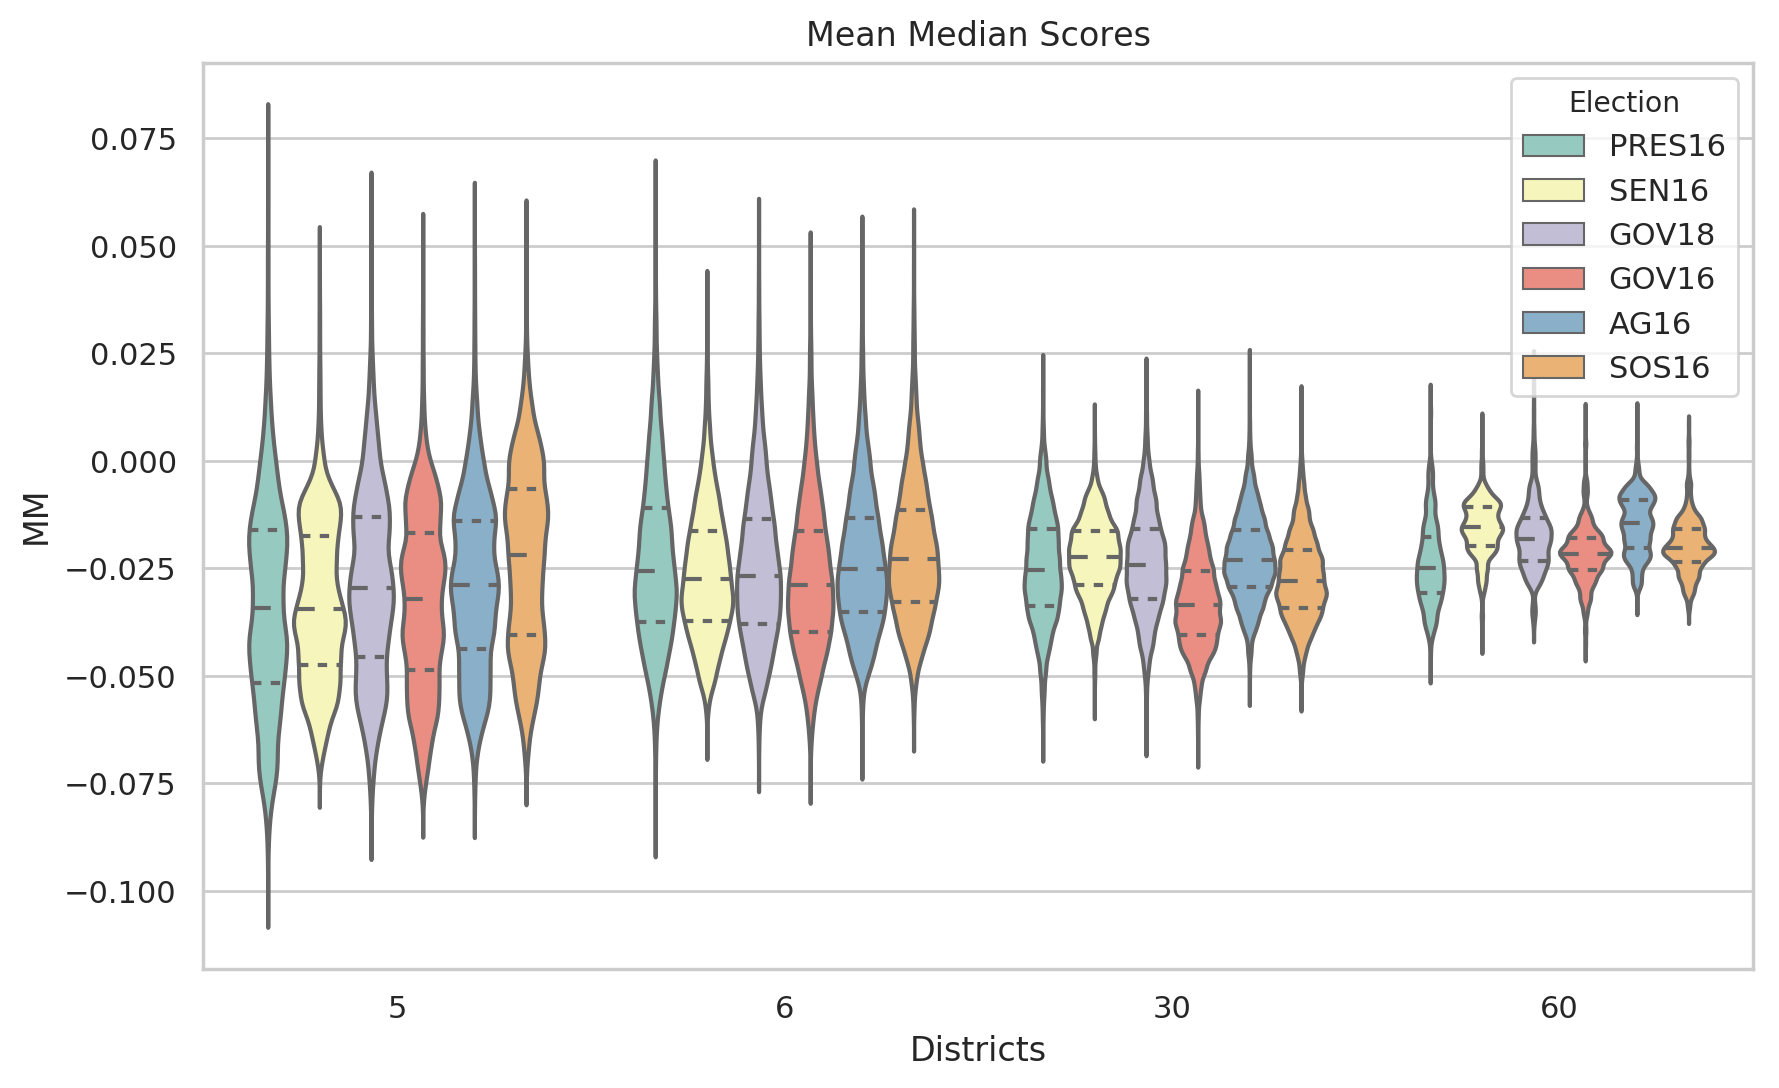 Mean Median Scores
Election
PRES16
SEN16
GOV18
GOV16
AG16
SOS16
0.075
0.050
0.025
0.000
−0.025
−0.050
−0.075
−0.100
MM
5 6 30 60
Districts